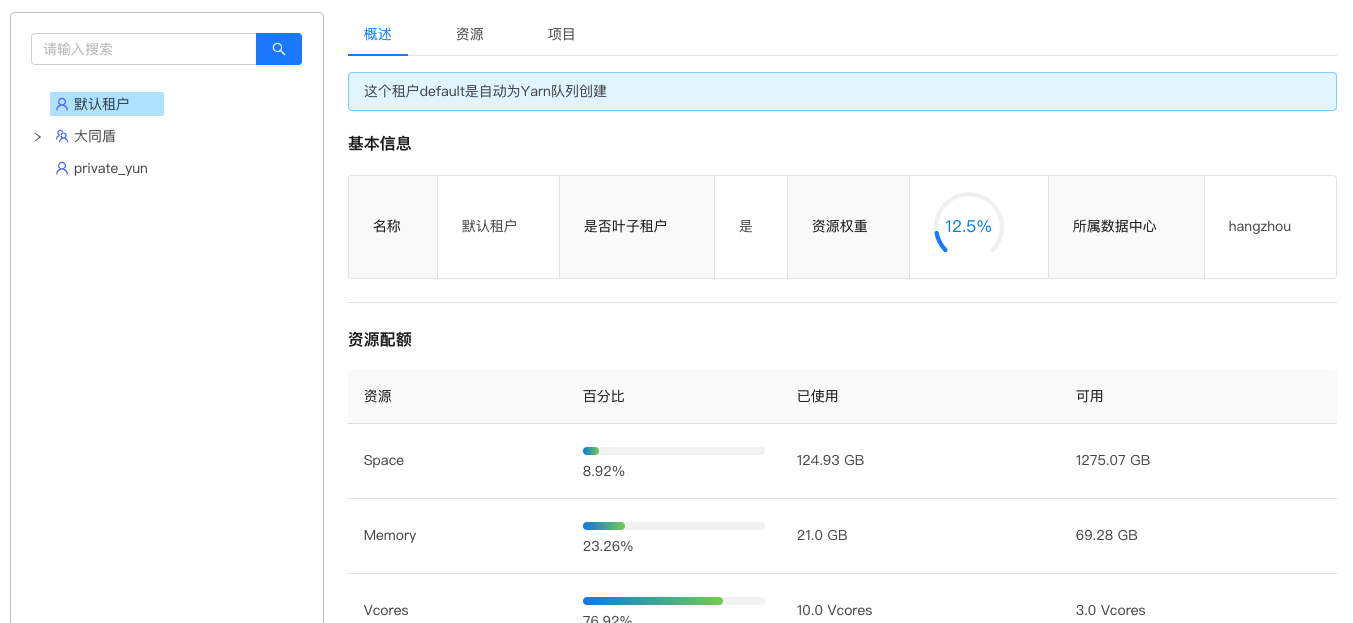 请输入搜索
默认租户
大同盾
private_yun
概述 资源 项目
这个租户default是自动为Yarn队列创建
基本信息
名称 默认租户 是否叶子租户 是 资源权重 12.5% 所属数据中心 hangzhou
资源配额
资源 百分比 已使用 可用
Space 8.92% 124.93 GB 1275.07 GB
Memory 23.26% 21.0 GB 69.28 GB
Vcores 76.92% 10.0 Vcores 3.0 Vcores